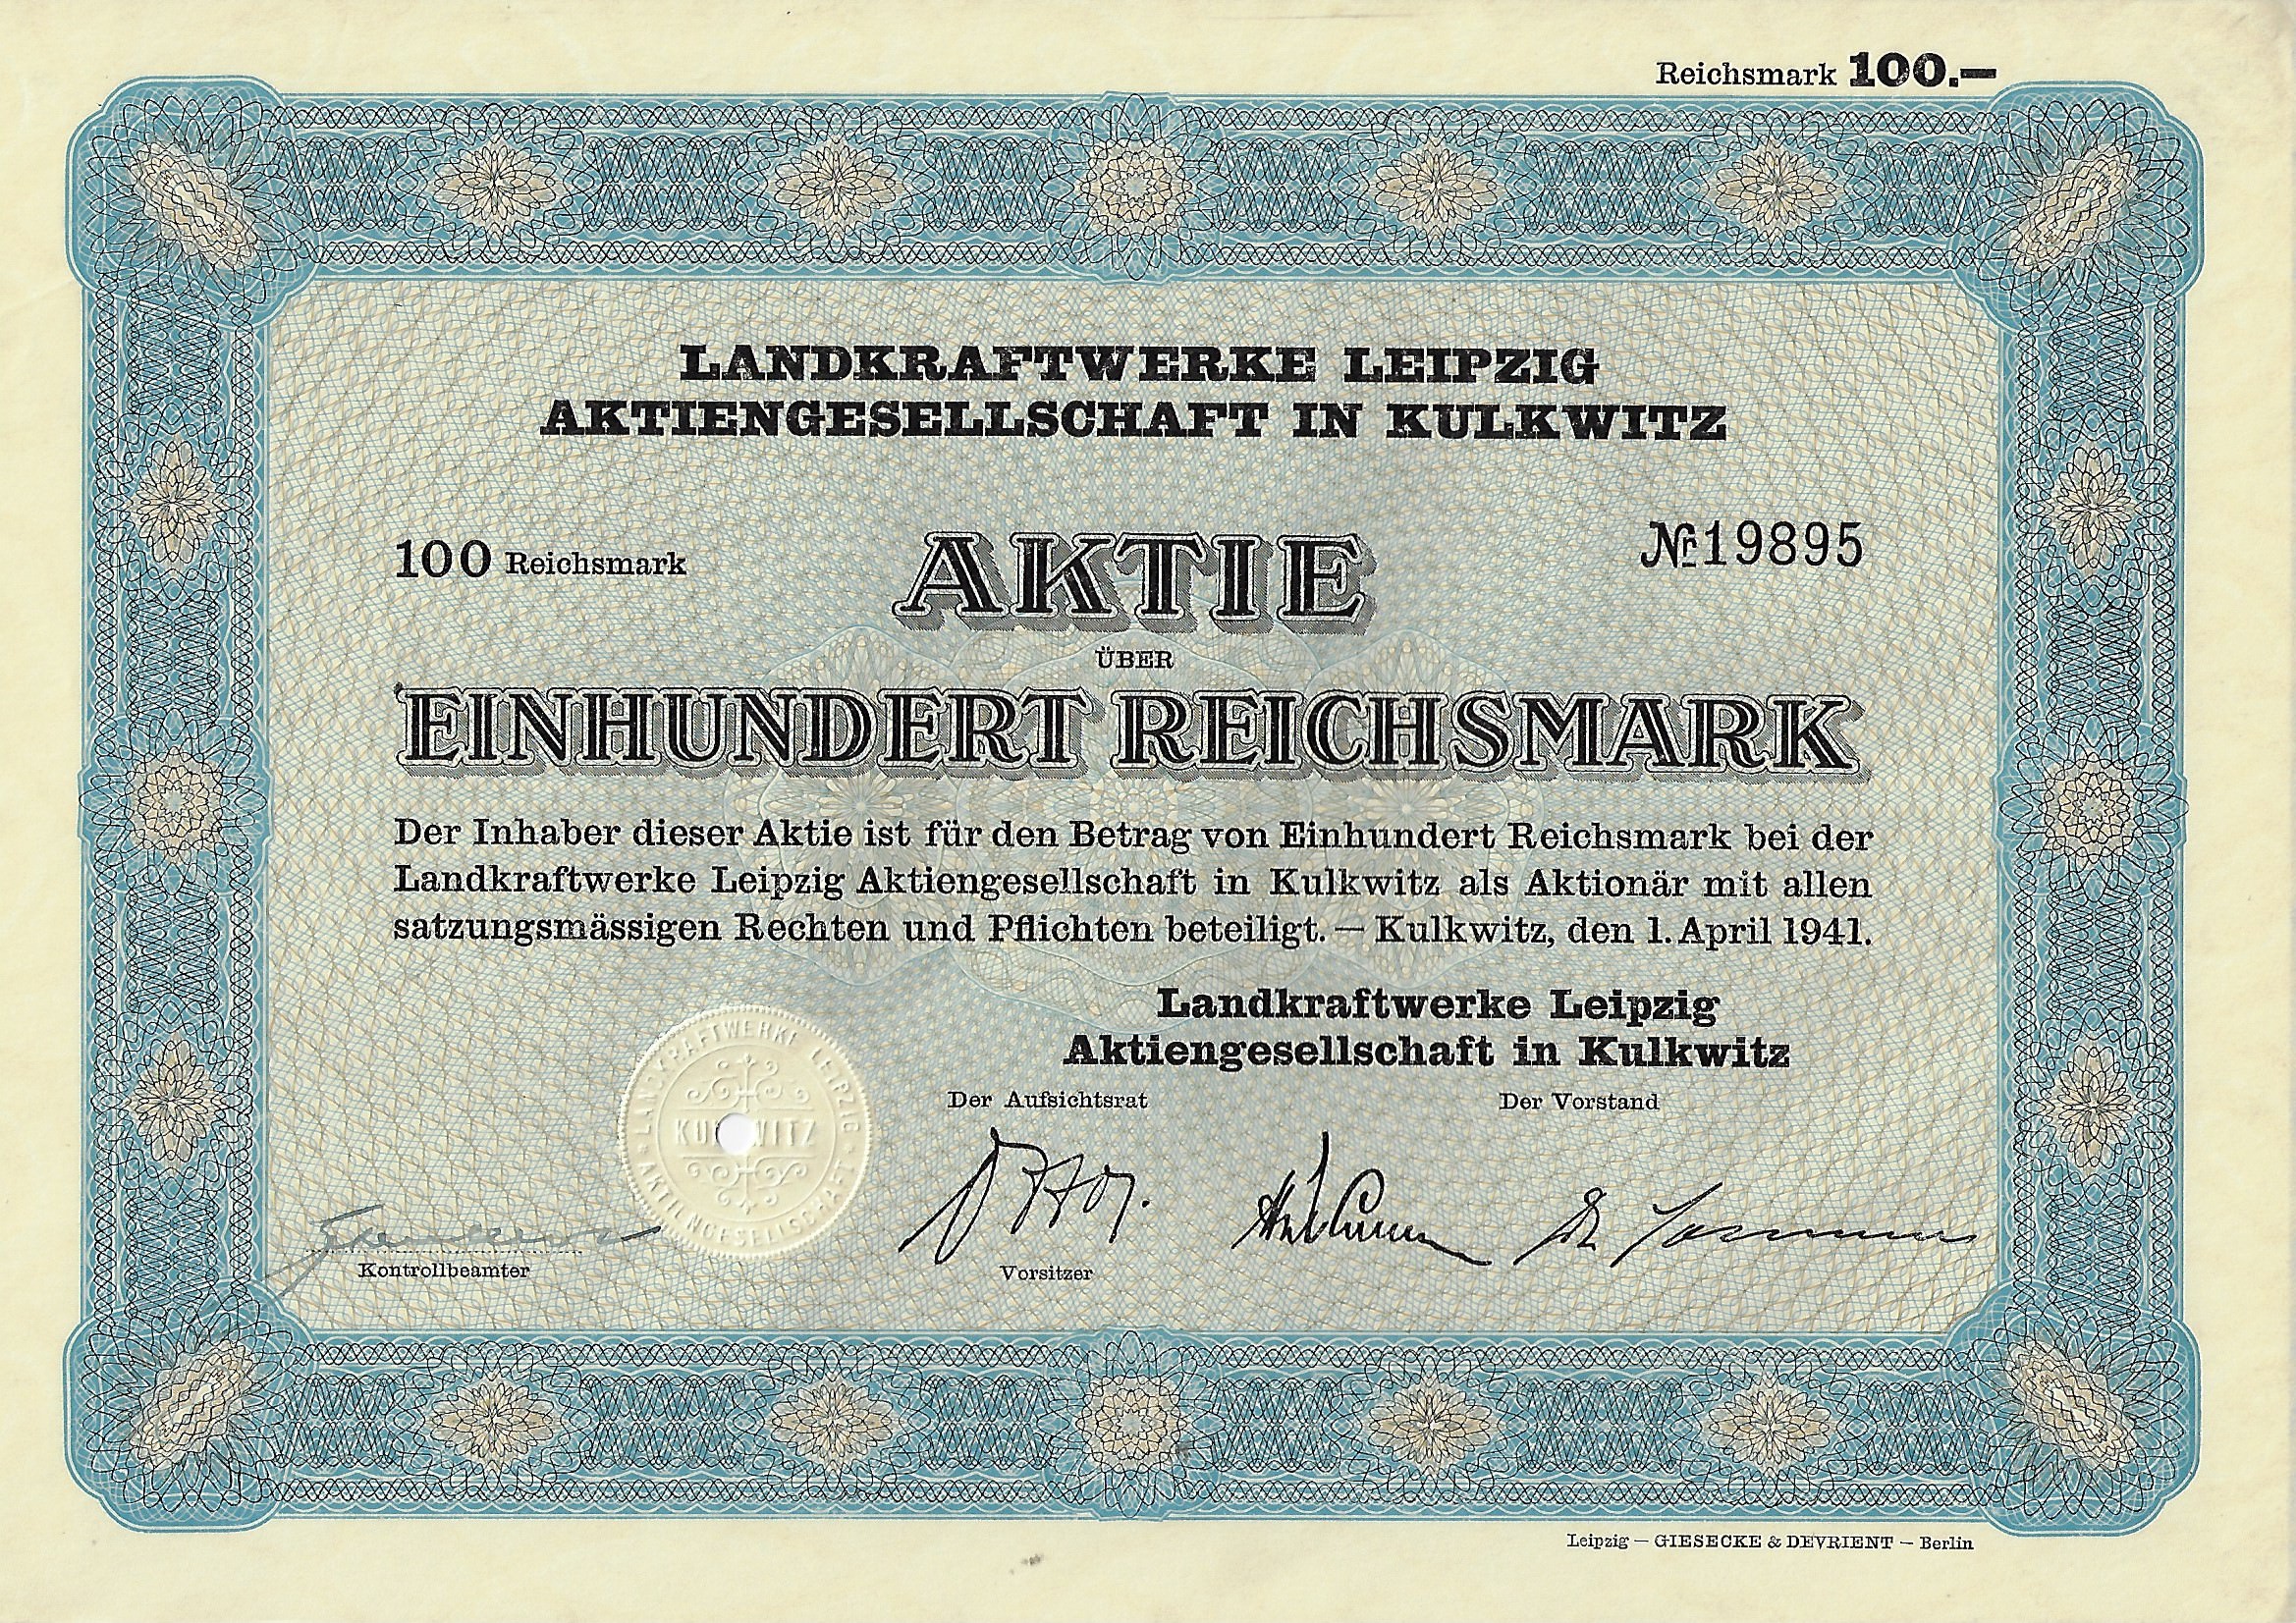 Reichsmark 100.—
LANDKRAFTWERKE LEIPZIG
AKTIENGESELLSCHAFT IN KULKWITZ
100 Reichsmark
AKTIE
Nr. 19895
ÜBER
EINHUNDERT REICHSMARK
Der Inhaber dieser Aktie ist für den Betrag von Einhundert Reichsmark bei der
Landkraftwerke Leipzig Aktiengesellschaft in Kulkwitz als Aktionär mit allen
satzungsmässigen Rechten und Pflichten beteiligt. — Kulkwitz, den 1. April 1941.
Landkraftwerke Leipzig
Aktiengesellschaft in Kulkwitz
Der Aufsichtsrat
Der Vorstand
LANDKRAFTWERKE LEIPZIG
AKTIENGESELLSCHAFT
Kontrollbeamter
Vorsitzer
Leipzig — GIESECKE & DEVRIENT — Berlin